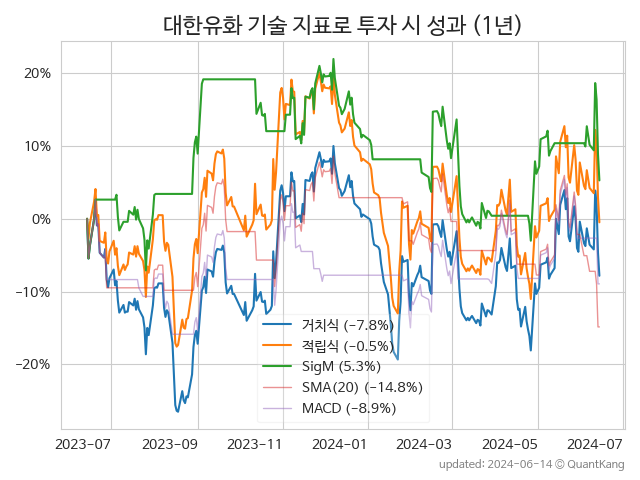 대한유화 기술 지표로 투자 시 성과 (1년)
20%
10%
0%
−10%
−20%
거치식 (−7.8%)
적립식 (−0.5%)
SigM (5.3%)
SMA(20) (−14.8%)
MACD (−8.9%)
2023-07 2023-09 2023-11 2024-01 2024-03 2024-05 2024-07
updated: 2024-06-14 © QuantKang